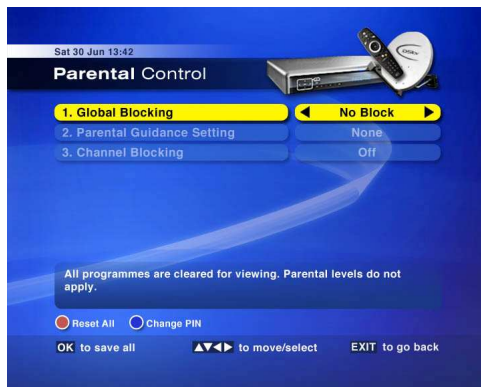 Sat 30 Jun 13:42
Parental Control
DStv
1. Global Blocking No Block
2. Parental Guidance Setting None
3. Channel Blocking Off
All programmes are cleared for viewing. Parental levels do not
apply.
Reset All Change PIN
OK to save all ▲▼◀▶ to move/select EXIT to go back